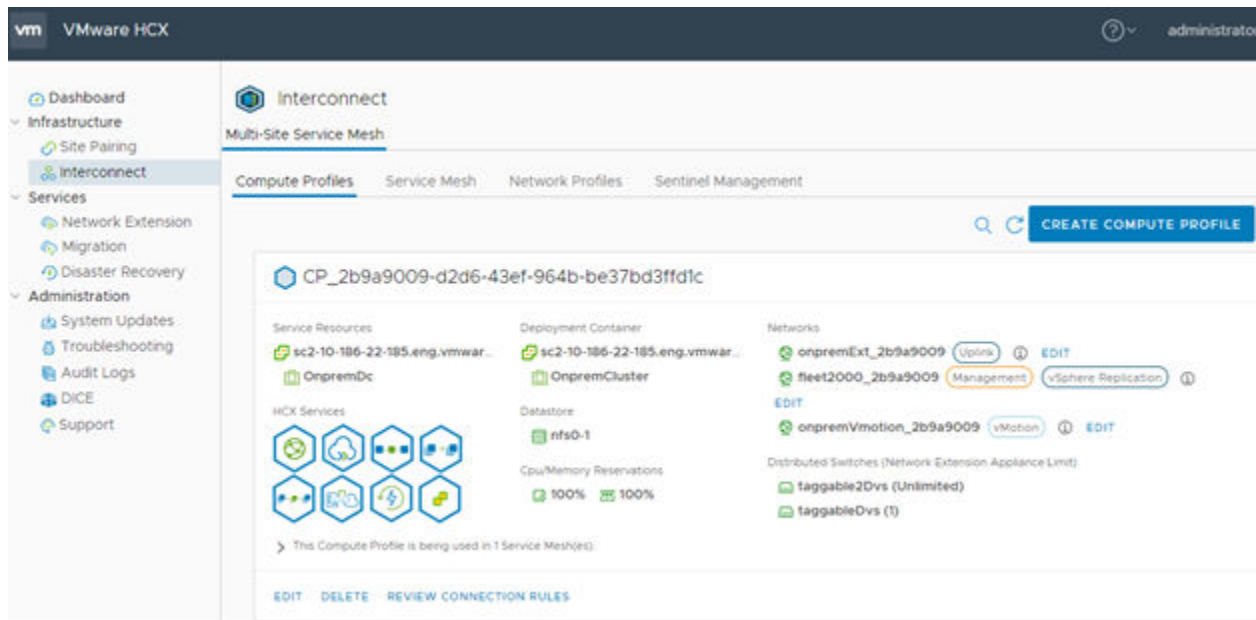 vm VMware HCX
administrator
Dashboard
Infrastructure
Site Pairing
Interconnect
Services
Network Extension
Migration
Disaster Recovery
Administration
System Updates
Troubleshooting
Audit Logs
DICE
Support
Interconnect
Multi-Site Service Mesh
Compute Profiles Service Mesh Network Profiles Sentinel Management
CREATE COMPUTE PROFILE
CP_2b9a9009-d2d6-43ef-964b-be37bd3ffd1c
Service Resources
sc2-10-186-22-185.eng.vmwar...
OnpremDc
HCX Services
Deployment Container
sc2-10-186-22-185.eng.vmwar...
OnpremCluster
Datastore
nfs0-1
Cpu/Memory Reservations
100% 100%
Networks
onpremExt_2b9a9009 Uplink EDIT
fleet2000_2b9a9009 Management vSphere Replication
EDIT
onpremVmotion_2b9a9009 vMotion EDIT
Distributed Switches (Network Extension Appliance Limit)
taggable2Dvs (Unlimited)
taggableDvs (1)
This Compute Profile is being used in 1 Service Mesh(es).
EDIT DELETE REVIEW CONNECTION RULES